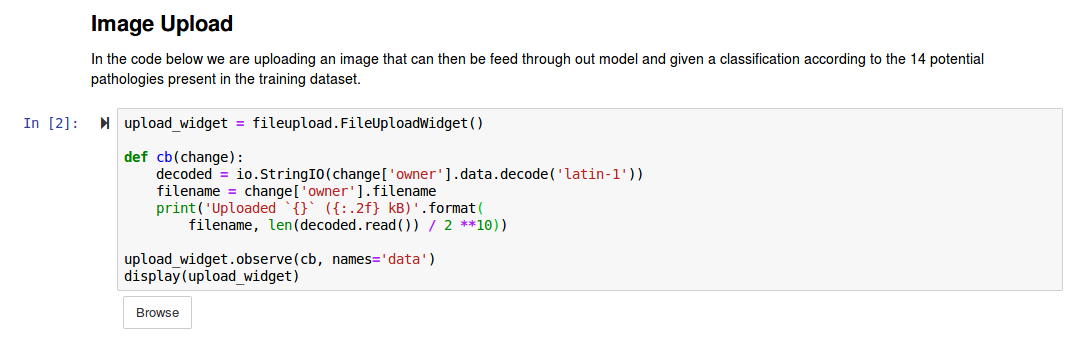 Image Upload
In the code below we are uploading an image that can then be feed through out model and given a classification according to the 14 potential
pathologies present in the training dataset.
In [2]:
upload_widget = fileupload.FileUploadWidget()
def cb(change):
    decoded = io.StringIO(change['owner'].data.decode('latin-1'))
    filename = change['owner'].filename
    print('Uploaded `{}` ({:.2f} kB)'.format(
        filename, len(decoded.read()) / 2 **10))
upload_widget.observe(cb, names='data')
display(upload_widget)
Browse